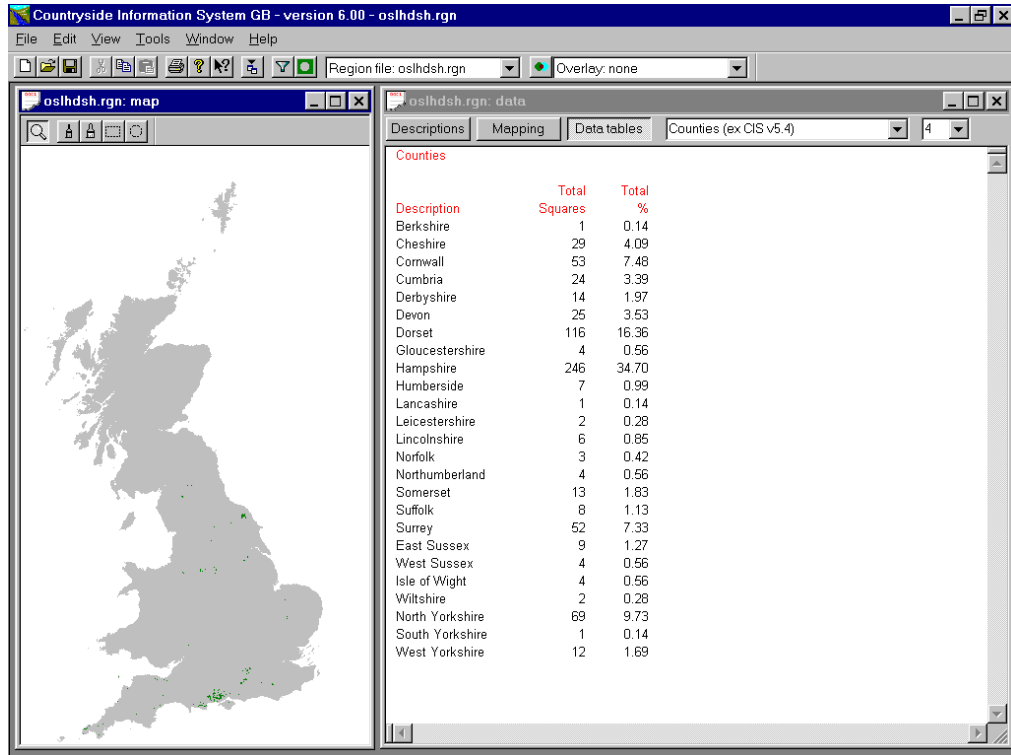 Countryside Information System GB - version 6.00 - oslhdsh.rgn
File Edit View Tools Window Help
Region file: oslhdsh.rgn Overlay: none
oslhdsh.rgn: map
oslhdsh.rgn: data
Descriptions Mapping Data tables Counties (ex CIS v5.4) 4
Counties
Total Total
Description Squares %
Berkshire 1 0.14
Cheshire 29 4.09
Cornwall 53 7.48
Cumbria 24 3.39
Derbyshire 14 1.97
Devon 25 3.53
Dorset 116 16.36
Gloucestershire 4 0.56
Hampshire 246 34.70
Humberside 7 0.99
Lancashire 1 0.14
Leicestershire 2 0.28
Lincolnshire 6 0.85
Norfolk 3 0.42
Northumberland 4 0.56
Somerset 13 1.83
Suffolk 8 1.13
Surrey 52 7.33
East Sussex 9 1.27
West Sussex 4 0.56
Isle of Wight 4 0.56
Wiltshire 2 0.28
North Yorkshire 69 9.73
South Yorkshire 1 0.14
West Yorkshire 12 1.69